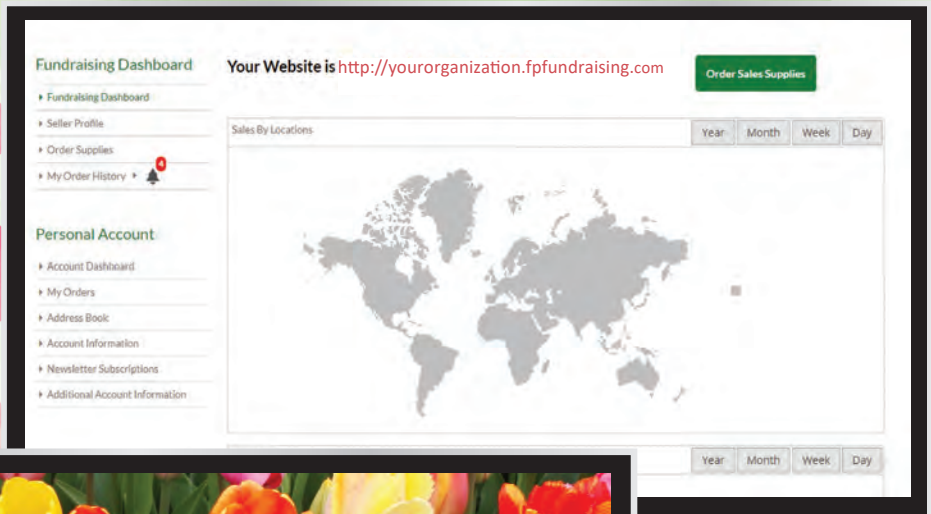 Fundraising Dashboard
Fundraising Dashboard
Seller Profile
Order Supplies
My Order History
4
Personal Account
Account Dashboard
My Orders
Address Book
Account Information
Newsletter Subscriptions
Additional Account Information
Your Website is http://yourorganization.fpfundraising.com
Order Sales Supplies
Sales By Locations
Year Month Week Day
Year Month Week Day